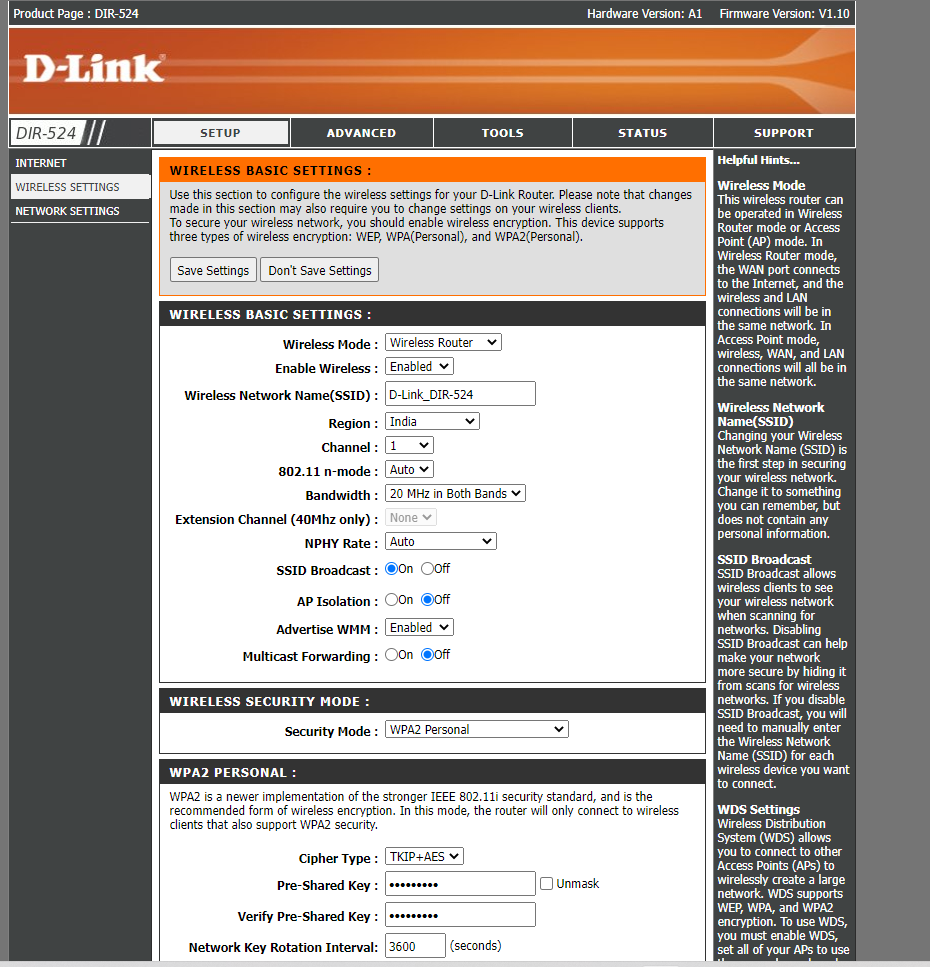 Product Page : DIR-524
Hardware Version: A1 Firmware Version: V1.10
D-Link®
DIR-524
SETUP ADVANCED TOOLS STATUS SUPPORT
INTERNET
WIRELESS SETTINGS
NETWORK SETTINGS
WIRELESS BASIC SETTINGS :
Use this section to configure the wireless settings for your D-Link Router. Please note that changes
made in this section may also require you to change settings on your wireless clients.
To secure your wireless network, you should enable wireless encryption. This device supports
three types of wireless encryption: WEP, WPA(Personal), and WPA2(Personal).
Save Settings Don't Save Settings
WIRELESS BASIC SETTINGS :
Wireless Mode : Wireless Router
Enable Wireless : Enabled
Wireless Network Name(SSID) : D-Link_DIR-524
Region : India
Channel : 1
802.11 n-mode : Auto
Bandwidth : 20 MHz in Both Bands
Extension Channel (40Mhz only) : None
NPHY Rate : Auto
SSID Broadcast : On Off
AP Isolation : On Off
Advertise WMM : Enabled
Multicast Forwarding : On Off
WIRELESS SECURITY MODE :
Security Mode : WPA2 Personal
WPA2 PERSONAL :
WPA2 is a newer implementation of the stronger IEEE 802.11i security standard, and is the
recommended form of wireless encryption. In this mode, the router will only connect to wireless
clients that also support WPA2 security.
Cipher Type : TKIP+AES
Pre-Shared Key : ••••••••• Unmask
Verify Pre-Shared Key : •••••••••
Network Key Rotation Interval: 3600 (seconds)
Helpful Hints...
Wireless Mode
This wireless router can
be operated in Wireless
Router mode or Access
Point (AP) mode. In
Wireless Router mode,
the WAN port connects
to the Internet, and the
wireless and LAN
connections will be in
the same network. In
Access Point mode,
wireless, WAN, and LAN
connections will all be in
the same network.
Wireless Network
Name(SSID)
Changing your Wireless
Network Name (SSID) is
the first step in securing
your wireless network.
Change it to something
you can remember, but
does not contain any
personal information.
SSID Broadcast
SSID Broadcast allows
wireless clients to see
your wireless network
when scanning for
networks. Disabling
SSID Broadcast can help
make your network
more secure by hiding it
from scans for wireless
networks. If you disable
SSID Broadcast, you will
need to manually enter
the Wireless Network
Name (SSID) for each
wireless device you want
to connect.
WDS Settings
Wireless Distribution
System (WDS) allows
you to connect to other
Access Points (APs) to
wirelessly create a large
network. WDS supports
WEP, WPA, and WPA2
encryption. To use WDS,
you must enable WDS,
set all of your APs to use